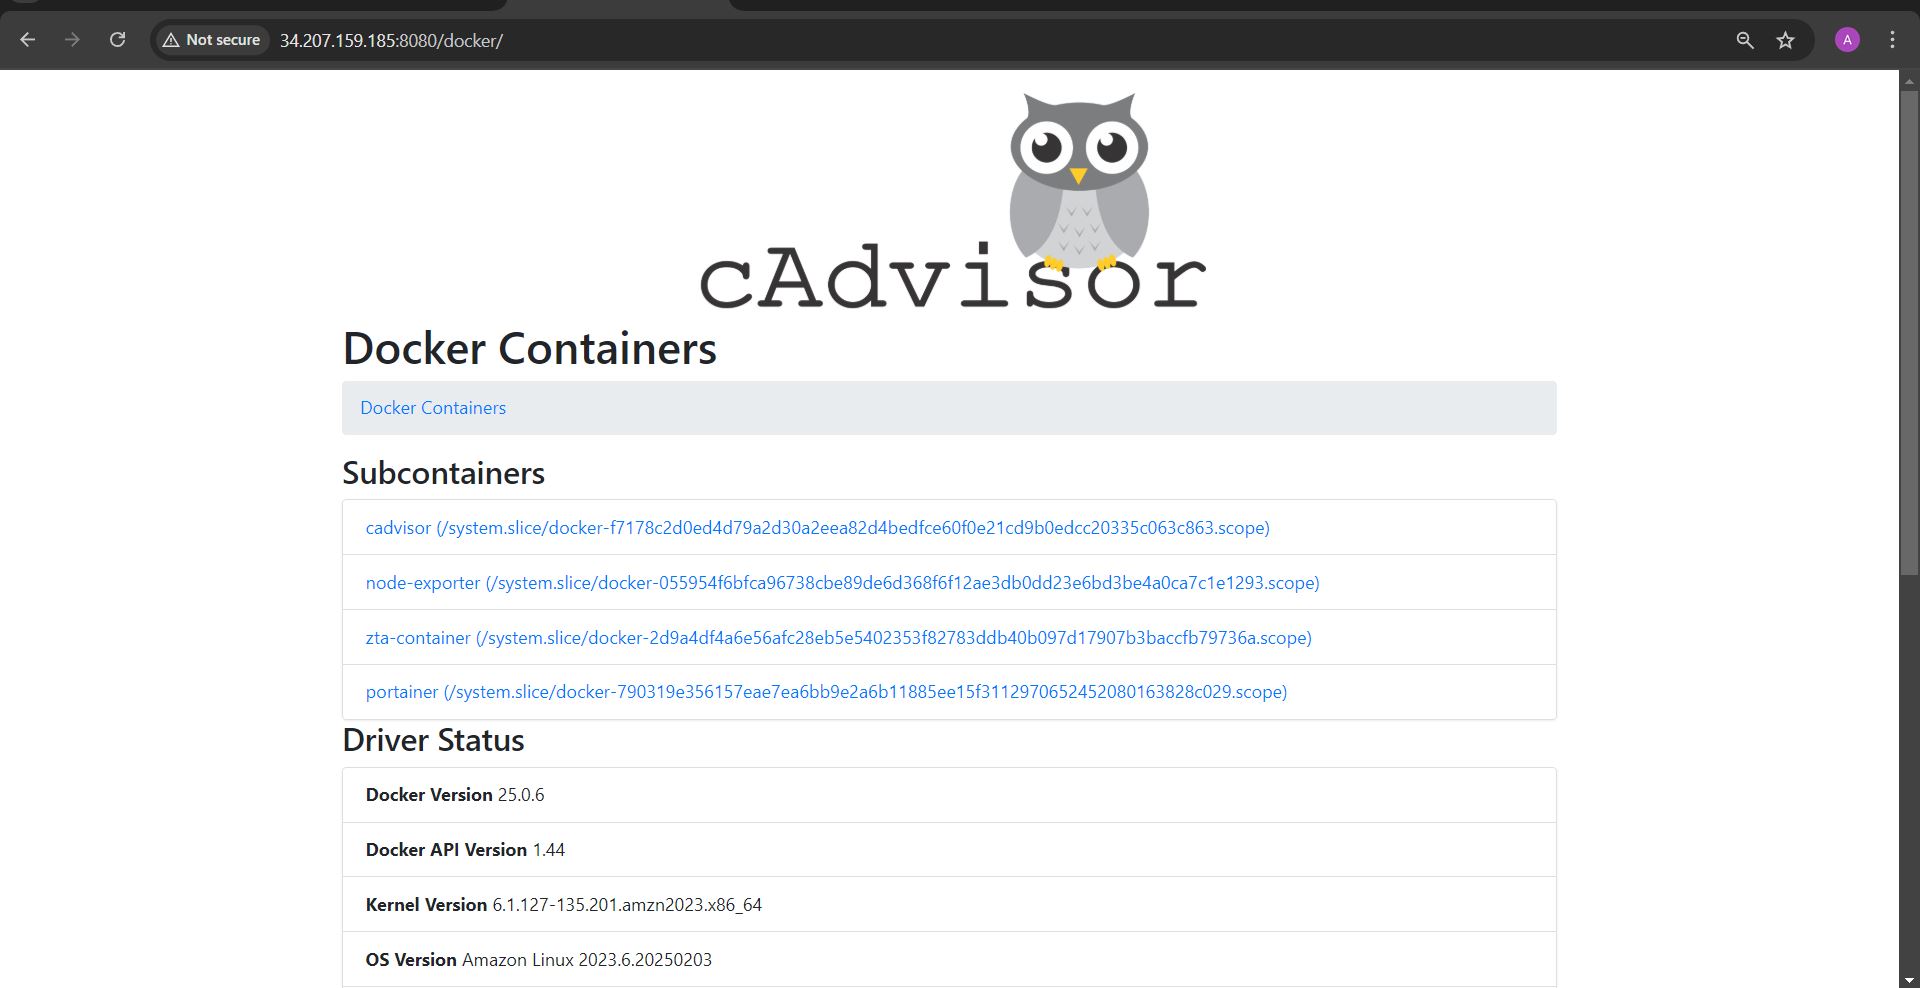 Not secure
34.207.159.185:8080/docker/
A
cAdvisor
Docker Containers
Docker Containers
Subcontainers
cadvisor (/system.slice/docker-f7178c2d0ed4d79a2d30a2eea82d4bedfce60f0e21cd9b0edcc20335c063c863.scope)
node-exporter (/system.slice/docker-055954f6bfca96738cbe89de6d368f6f12ae3db0dd23e6bd3be4a0ca7c1e1293.scope)
zta-container (/system.slice/docker-2d9a4df4a6e56afc28eb5e5402353f82783ddb40b097d17907b3baccfb79736a.scope)
portainer (/system.slice/docker-790319e356157eae7ea6bb9e2a6b11885ee15f3112970652452080163828c029.scope)
Driver Status
Docker Version 25.0.6
Docker API Version 1.44
Kernel Version 6.1.127-135.201.amzn2023.x86_64
OS Version Amazon Linux 2023.6.20250203